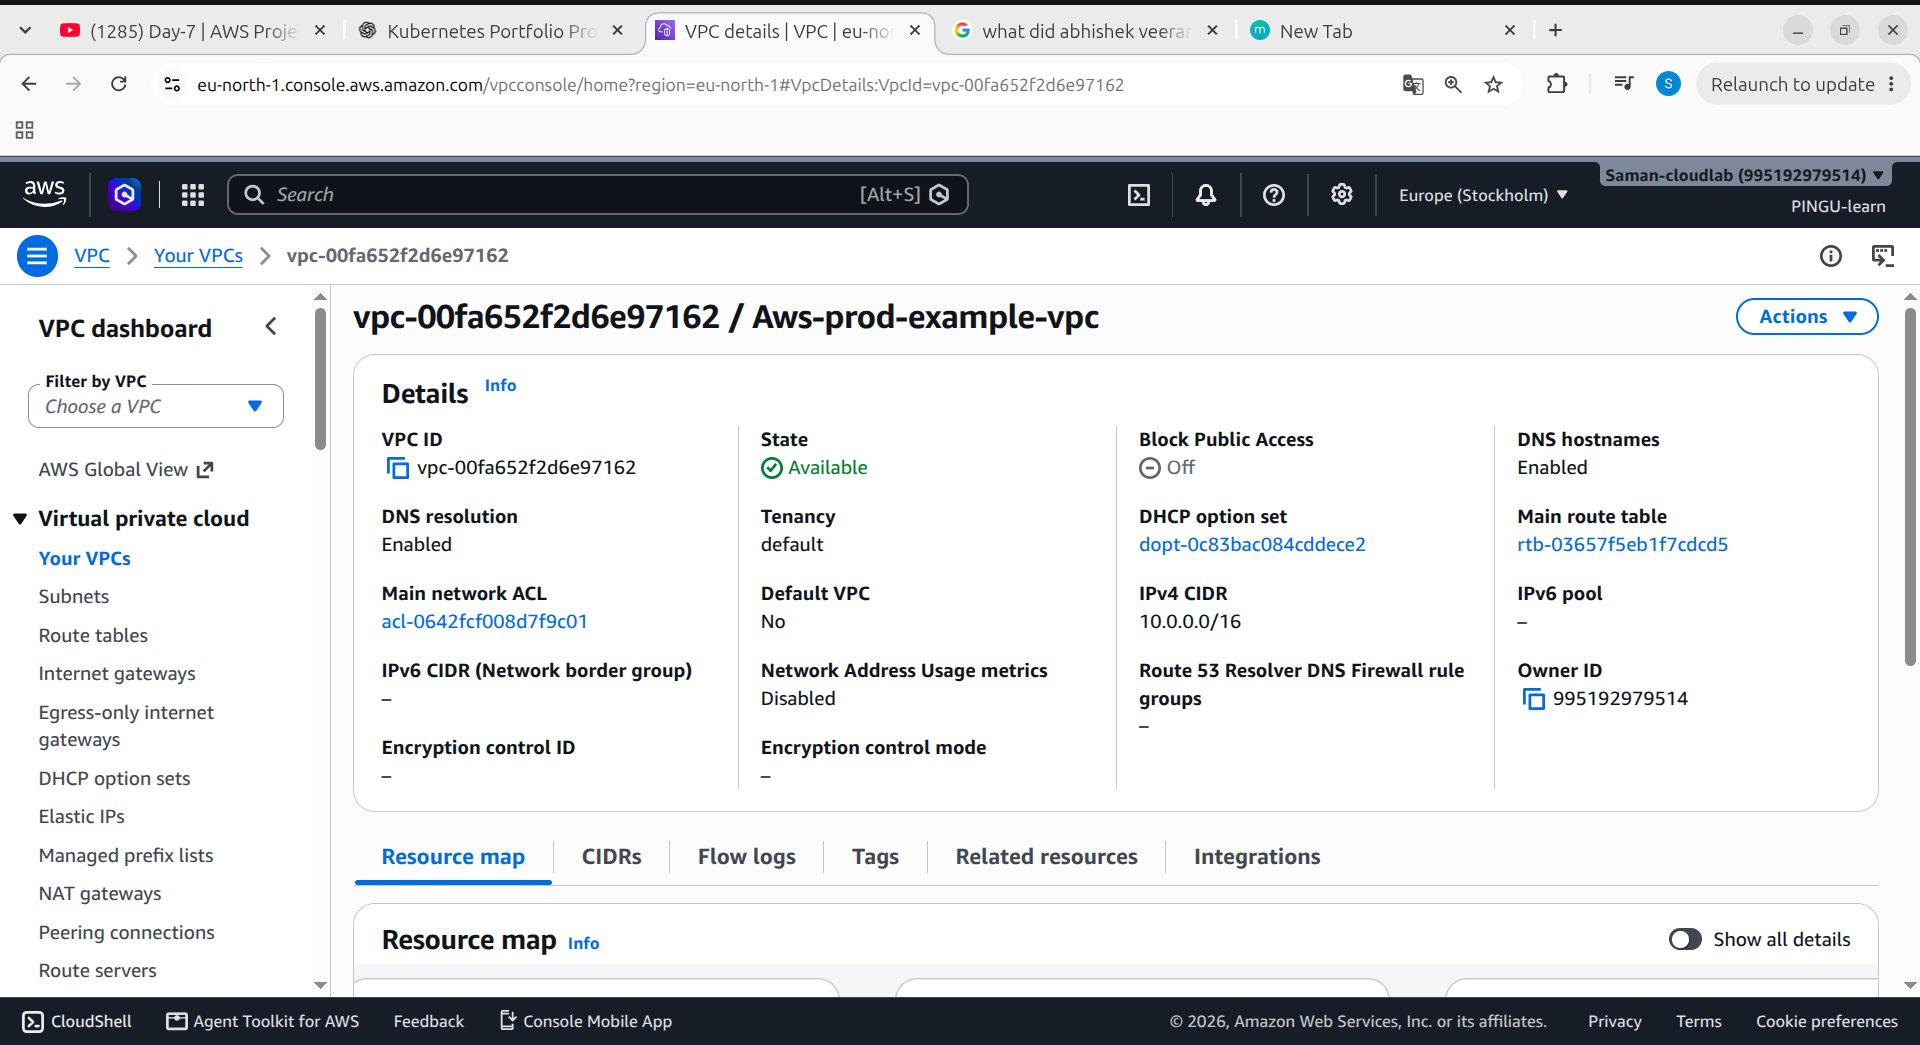 (1285) Day-7 | AWS Proje
Kubernetes Portfolio Pro
VPC details | VPC | eu-no
what did abhishek veeran
New Tab
eu-north-1.console.aws.amazon.com/vpcconsole/home?region=eu-north-1#VpcDetails:VpcId=vpc-00fa652f2d6e97162
S
Relaunch to update
aws
Search
[Alt+S]
Europe (Stockholm)
Saman-cloudlab (995192979514)
PINGU-learn
VPC
Your VPCs
vpc-00fa652f2d6e97162
VPC dashboard
Filter by VPC
Choose a VPC
AWS Global View
Virtual private cloud
Your VPCs
Subnets
Route tables
Internet gateways
Egress-only internet
gateways
DHCP option sets
Elastic IPs
Managed prefix lists
NAT gateways
Peering connections
Route servers
vpc-00fa652f2d6e97162 / Aws-prod-example-vpc
Actions
Details
Info
VPC ID
vpc-00fa652f2d6e97162
State
Available
Block Public Access
Off
DNS hostnames
Enabled
DNS resolution
Enabled
Tenancy
default
DHCP option set
dopt-0c83bac084cddece2
Main route table
rtb-03657f5eb1f7cdcd5
Main network ACL
acl-0642fcf008d7f9c01
Default VPC
No
IPv4 CIDR
10.0.0.0/16
IPv6 pool
–
IPv6 CIDR (Network border group)
–
Network Address Usage metrics
Disabled
Route 53 Resolver DNS Firewall rule
groups
–
Owner ID
995192979514
Encryption control ID
–
Encryption control mode
–
Resource map
CIDRs
Flow logs
Tags
Related resources
Integrations
Resource map
Info
Show all details
CloudShell
Agent Toolkit for AWS
Feedback
Console Mobile App
© 2026, Amazon Web Services, Inc. or its affiliates.
Privacy
Terms
Cookie preferences